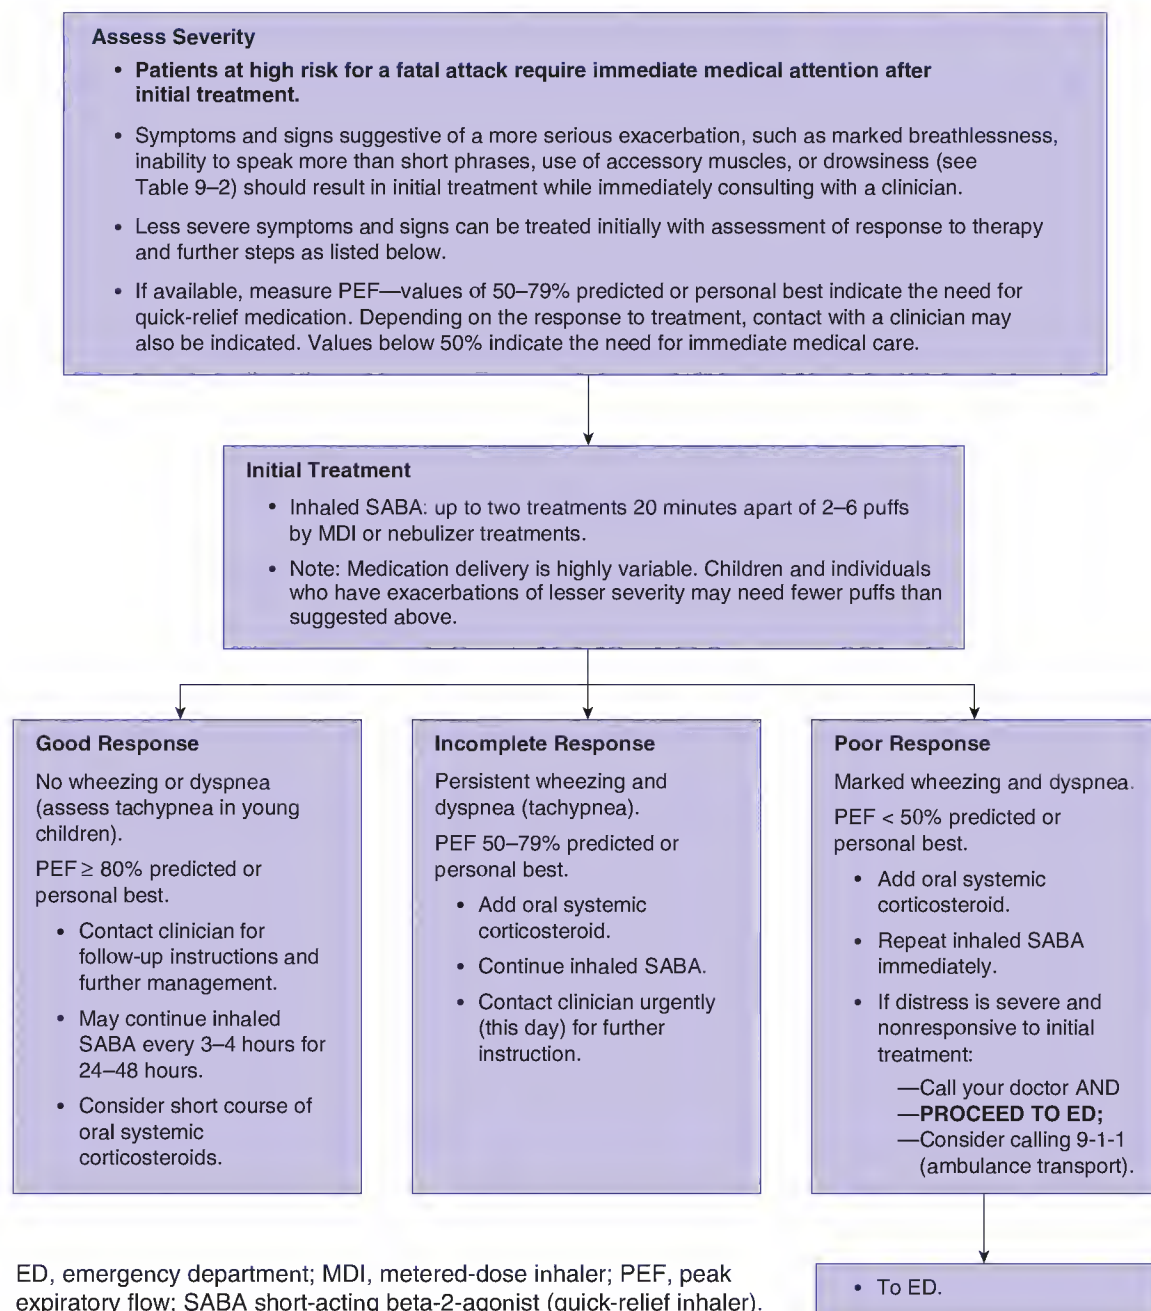 Assess Severity
• Patients at high risk for a fatal attack require immediate medical attention after
initial treatment.
• Symptoms and signs suggestive of a more serious exacerbation, such as marked breathlessness,
inability to speak more than short phrases, use of accessory muscles, or drowsiness (see
Table 9–2) should result in initial treatment while immediately consulting with a clinician.
• Less severe symptoms and signs can be treated initially with assessment of response to therapy
and further steps as listed below.
• If available, measure PEF—values of 50–79% predicted or personal best indicate the need for
quick-relief medication. Depending on the response to treatment, contact with a clinician may
also be indicated. Values below 50% indicate the need for immediate medical care.
Initial Treatment
• Inhaled SABA: up to two treatments 20 minutes apart of 2–6 puffs
by MDI or nebulizer treatments.
• Note: Medication delivery is highly variable. Children and individuals
who have exacerbations of lesser severity may need fewer puffs than
suggested above.
Good Response
No wheezing or dyspnea
(assess tachypnea in young
children).
PEF ≥ 80% predicted or
personal best.
• Contact clinician for
follow-up instructions and
further management.
• May continue inhaled
SABA every 3–4 hours for
24–48 hours.
• Consider short course of
oral systemic
corticosteroids.
Incomplete Response
Persistent wheezing and
dyspnea (tachypnea).
PEF 50–79% predicted or
personal best.
• Add oral systemic
corticosteroid.
• Continue inhaled SABA.
• Contact clinician urgently
(this day) for further
instruction.
Poor Response
Marked wheezing and dyspnea.
PEF < 50% predicted or
personal best.
• Add oral systemic
corticosteroid.
• Repeat inhaled SABA
immediately.
• If distress is severe and
nonresponsive to initial
treatment:
—Call your doctor AND
—PROCEED TO ED;
—Consider calling 9-1-1
(ambulance transport).
• To ED.
ED, emergency department; MDI, metered-dose inhaler; PEF, peak
expiratory flow; SABA short-acting beta-2-agonist (quick-relief inhaler).